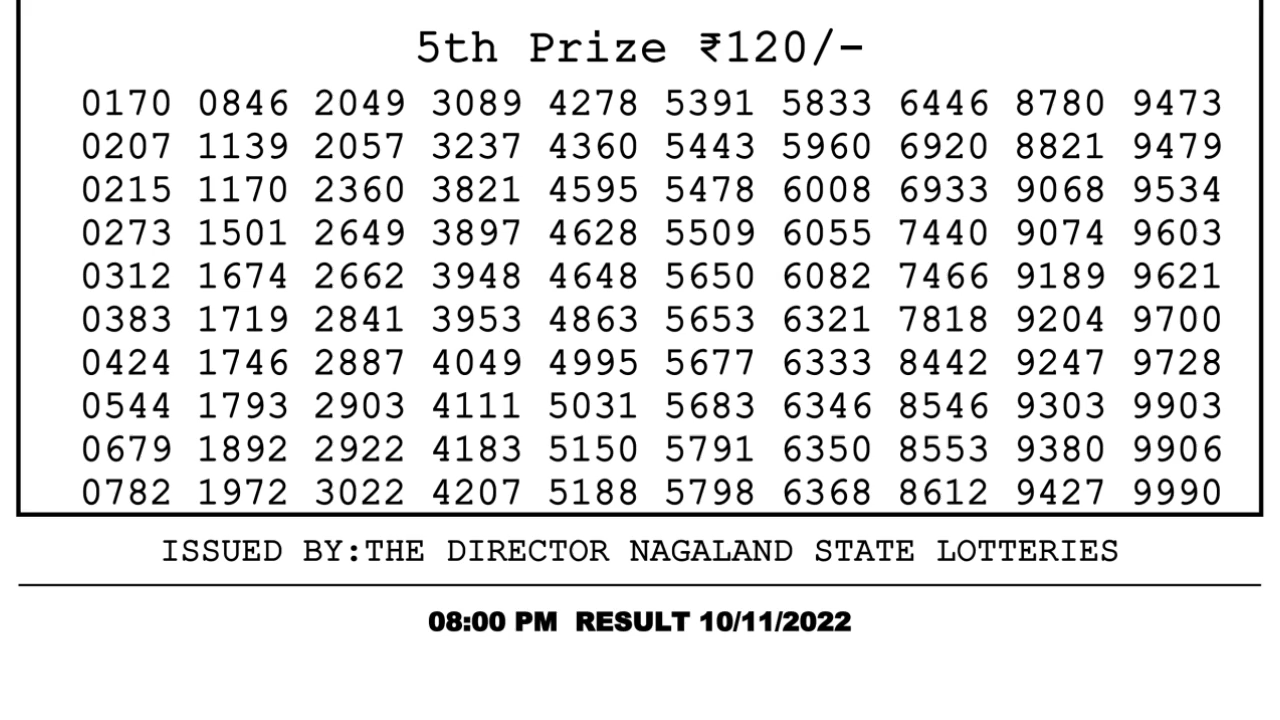 5th Prize ₹120/-
0170 0846 2049 3089 4278 5391 5833 6446 8780 9473
0207 1139 2057 3237 4360 5443 5960 6920 8821 9479
0215 1170 2360 3821 4595 5478 6008 6933 9068 9534
0273 1501 2649 3897 4628 5509 6055 7440 9074 9603
0312 1674 2662 3948 4648 5650 6082 7466 9189 9621
0383 1719 2841 3953 4863 5653 6321 7818 9204 9700
0424 1746 2887 4049 4995 5677 6333 8442 9247 9728
0544 1793 2903 4111 5031 5683 6346 8546 9303 9903
0679 1892 2922 4183 5150 5791 6350 8553 9380 9906
0782 1972 3022 4207 5188 5798 6368 8612 9427 9990
ISSUED BY:THE DIRECTOR NAGALAND STATE LOTTERIES
08:00 PM RESULT 10/11/2022